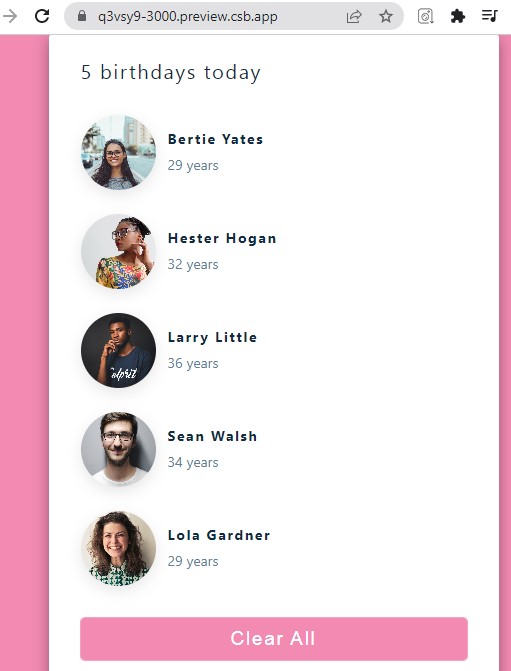 q3vsy9-3000.preview.csb.app
5 birthdays today
Bertie Yates
29 years
Hester Hogan
32 years
Larry Little
36 years
Sean Walsh
34 years
Lola Gardner
29 years
Clear All